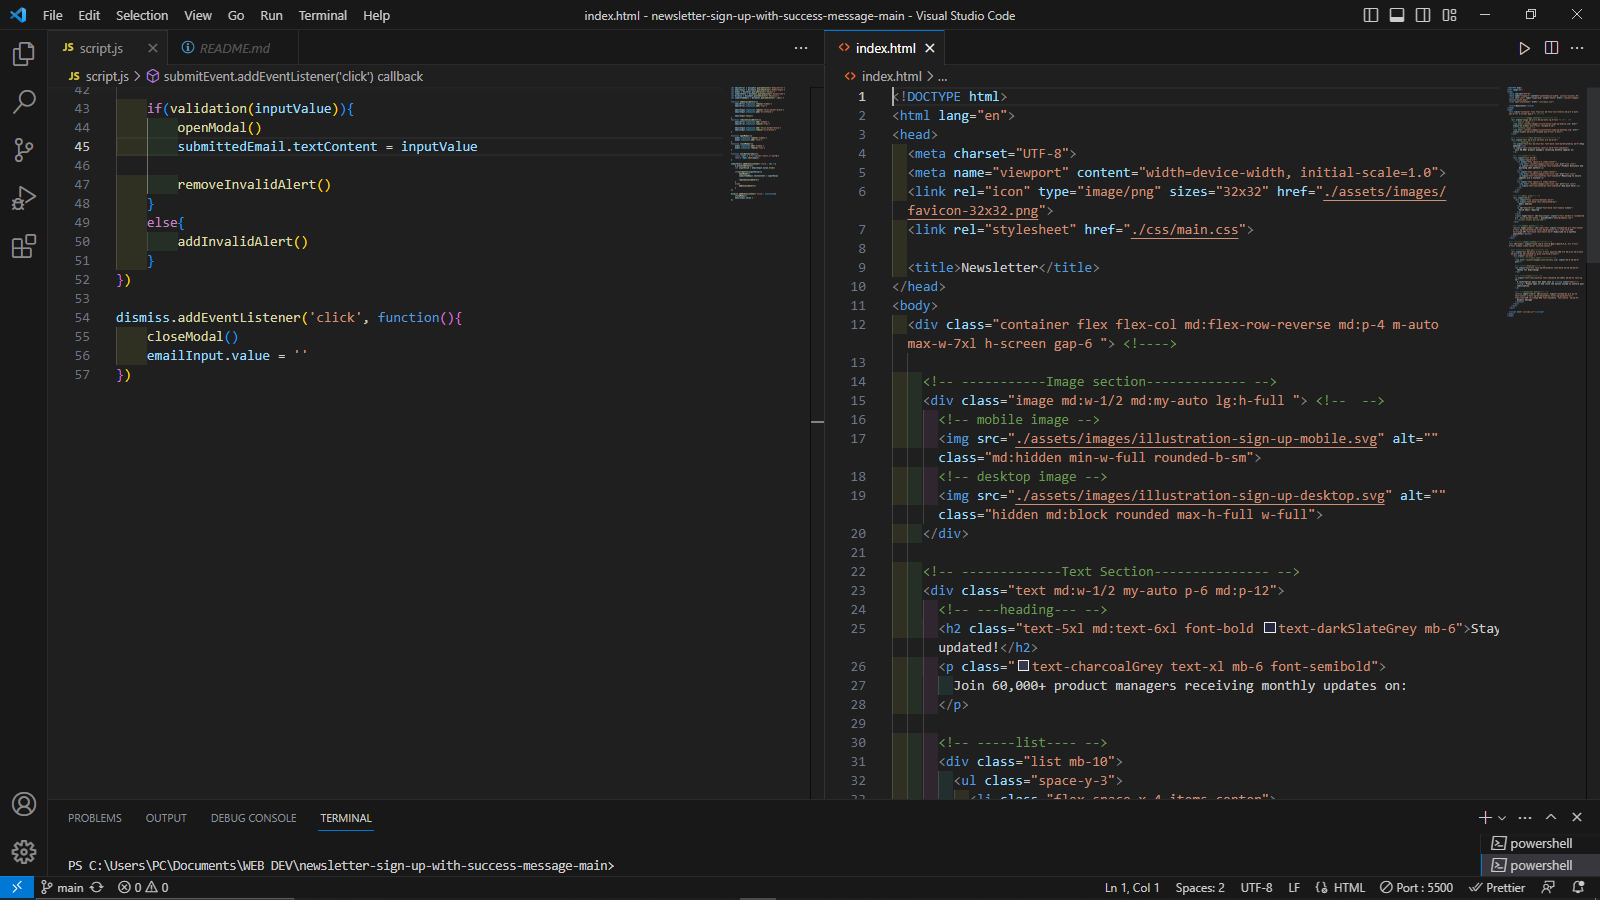 File Edit Selection View Go Run Terminal Help
index.html - newsletter-sign-up-with-success-message-main - Visual Studio Code
JS script.js
README.md
JS script.js > submitEvent.addEventListener('click') callback
42
43 if(validation(inputValue)){
44 openModal()
45 submittedEmail.textContent = inputValue
46
47 removeInvalidAlert()
48 }
49 else{
50 addInvalidAlert()
51 }
52 })
53
54 dismiss.addEventListener('click', function(){
55 closeModal()
56 emailInput.value = ''
57 })
index.html
index.html > ...
1 <!DOCTYPE html>
2 <html lang="en">
3 <head>
4 <meta charset="UTF-8">
5 <meta name="viewport" content="width=device-width, initial-scale=1.0">
6 <link rel="icon" type="image/png" sizes="32x32" href="./assets/images/
favicon-32x32.png">
7 <link rel="stylesheet" href="./css/main.css">
8
9 <title>Newsletter</title>
10 </head>
11 <body>
12 <div class="container flex flex-col md:flex-row-reverse md:p-4 m-auto
max-w-7xl h-screen gap-6 "> <!---->
13
14 <!-- -----------Image section------------- -->
15 <div class="image md:w-1/2 md:my-auto lg:h-full "> <!--  -->
16 <!-- mobile image -->
17 <img src="./assets/images/illustration-sign-up-mobile.svg" alt=""
class="md:hidden min-w-full rounded-b-sm">
18 <!-- desktop image -->
19 <img src="./assets/images/illustration-sign-up-desktop.svg" alt=""
class="hidden md:block rounded max-h-full w-full">
20 </div>
21
22 <!-- -------------Text Section--------------- -->
23 <div class="text md:w-1/2 my-auto p-6 md:p-12">
24 <!-- ---heading--- -->
25 <h2 class="text-5xl md:text-6xl font-bold text-darkSlateGrey mb-6">Stay
updated!</h2>
26 <p class="text-charcoalGrey text-xl mb-6 font-semibold">
27 Join 60,000+ product managers receiving monthly updates on:
28 </p>
29
30 <!-- -----list---- -->
31 <div class="list mb-10">
32 <ul class="space-y-3">
33 <li class="flex space-x-4 items-center">
PROBLEMS OUTPUT DEBUG CONSOLE TERMINAL
PS C:\Users\PC\Documents\WEB DEV\newsletter-sign-up-with-success-message-main>
powershell
powershell
main 0 0
Ln 1, Col 1 Spaces: 2 UTF-8 LF HTML Port : 5500 Prettier